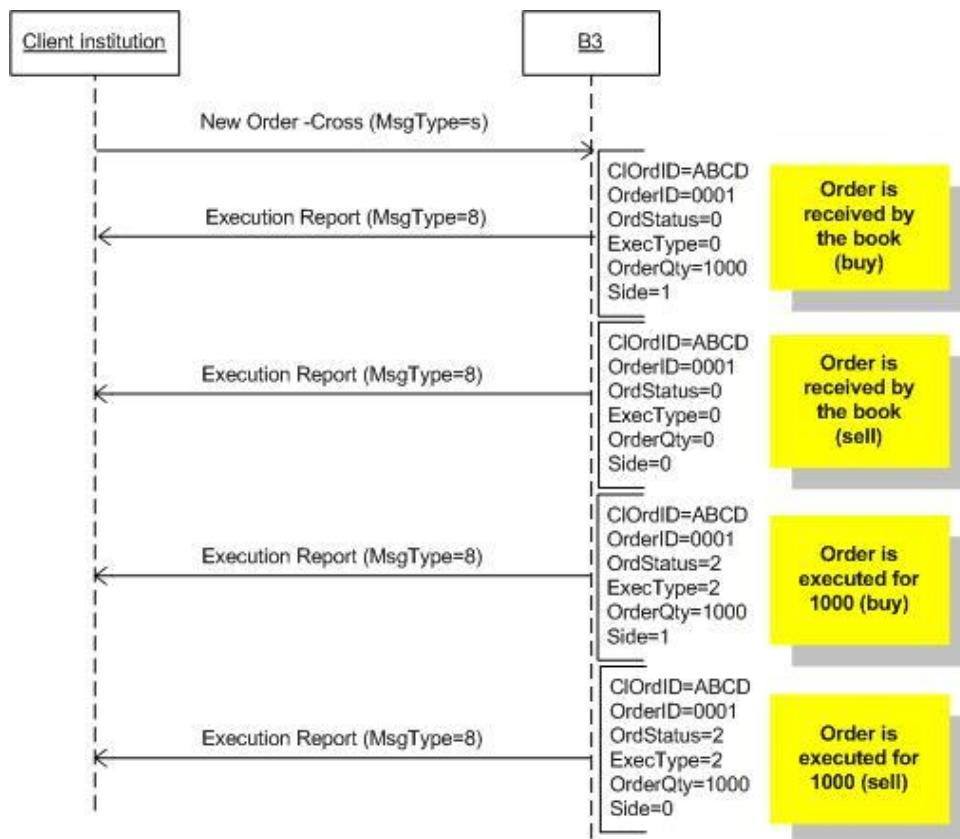 Client institution
B3
New Order -Cross (MsgType=s)
ClOrdID=ABCD
OrderID=0001
OrdStatus=0
ExecType=0
OrderQty=1000
Side=1
Order is
received by
the book
(buy)
Execution Report (MsgType=8)
ClOrdID=ABCD
OrderID=0001
OrdStatus=0
ExecType=0
OrderQty=0
Side=0
Order is
received by
the book
(sell)
Execution Report (MsgType=8)
ClOrdID=ABCD
OrderID=0001
OrdStatus=2
ExecType=2
OrderQty=1000
Side=1
Order is
executed for
1000 (buy)
Execution Report (MsgType=8)
ClOrdID=ABCD
OrderID=0001
OrdStatus=2
ExecType=2
OrderQty=1000
Side=0
Order is
executed for
1000 (sell)
Execution Report (MsgType=8)